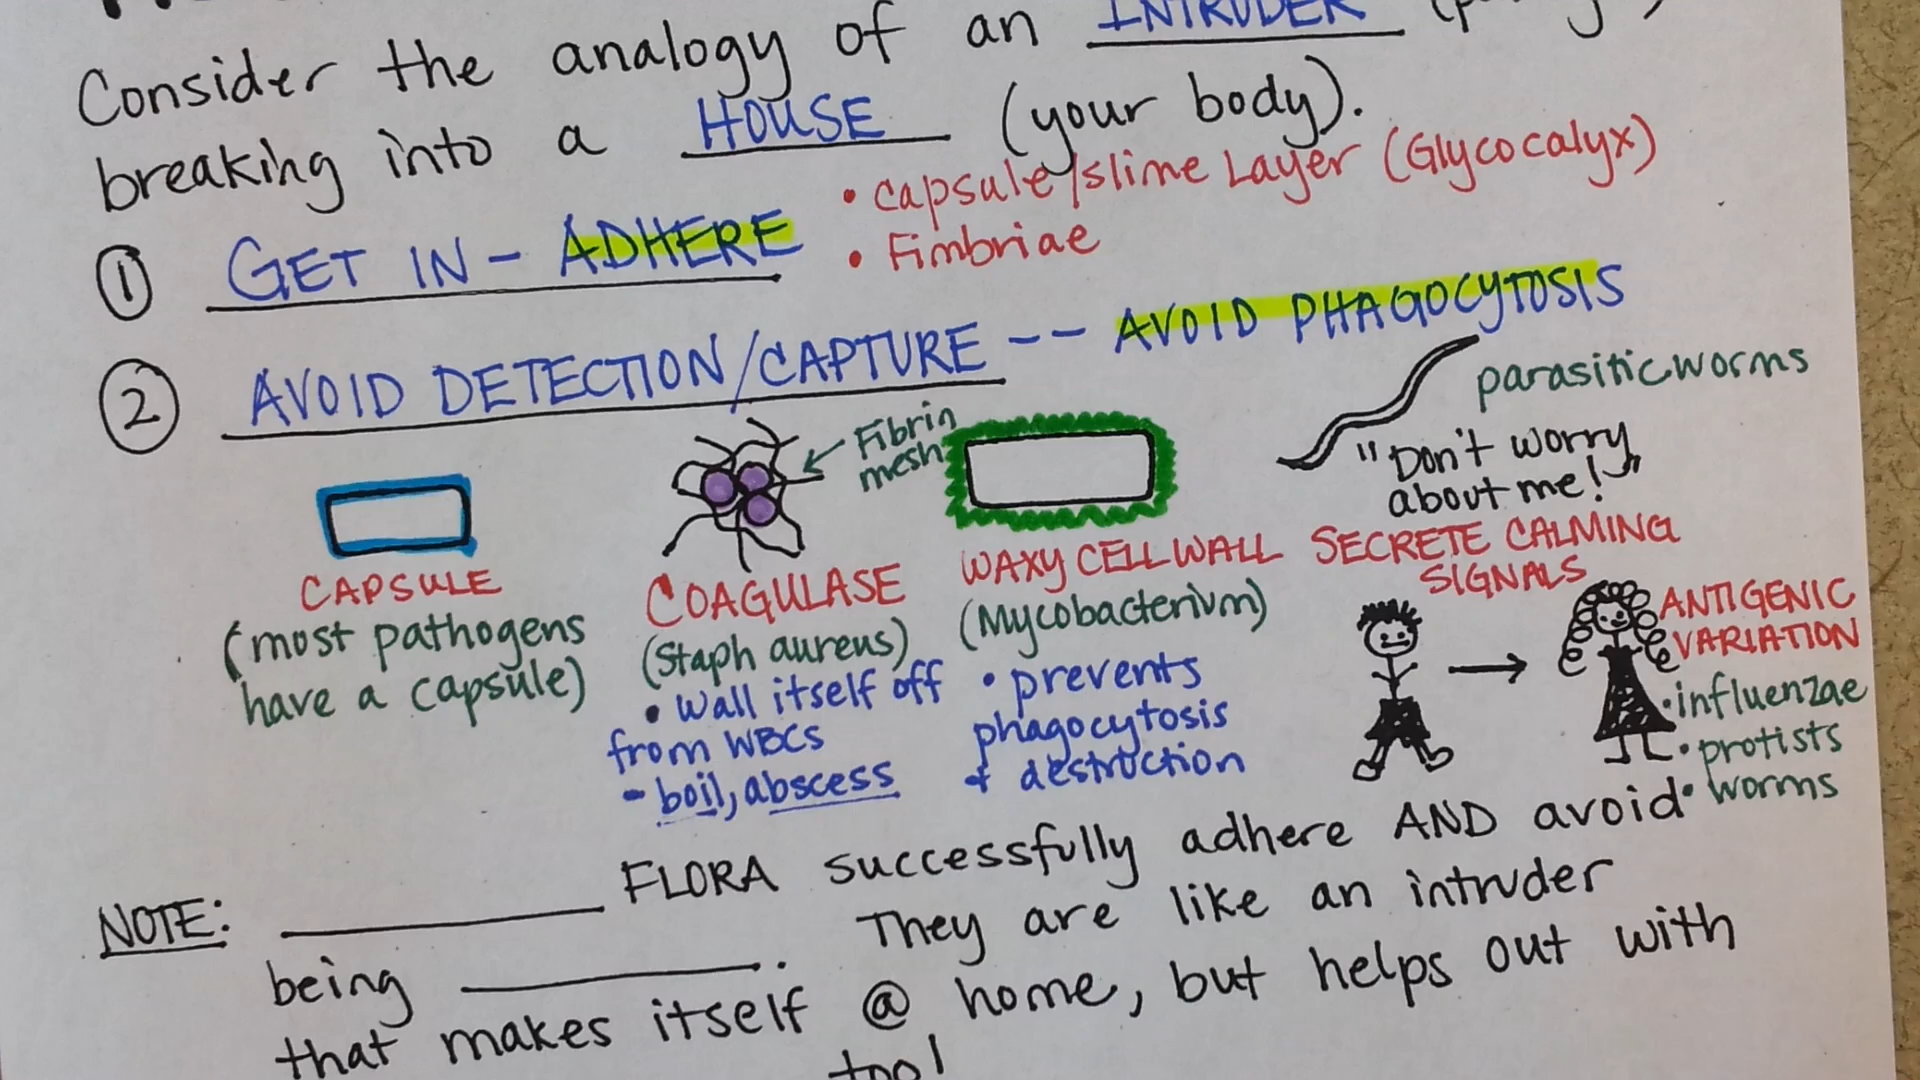 Consider the analogy of an INTRUDER
breaking into a HOUSE (your body).
① GET IN - ADHERE
• capsule/slime Layer (Glycocalyx)
• Fimbriae
② AVOID DETECTION/CAPTURE -- AVOID PHAGOCYTOSIS
CAPSULE
(most pathogens
have a capsule)
Fibrin
mesh
COAGULASE
(Staph aureus)
• wall itself off
from WBCs
- boil, abscess
WAXY CELL WALL
(Mycobacterium)
• prevents
phagocytosis
& destruction
parasitic worms
"Don't worry
about me!"
SECRETE CALMING
SIGNALS
ANTIGENIC
VARIATION
• influenzae
• protists
• worms
NOTE: __________ FLORA successfully adhere AND avoid
being __________. They are like an intruder
that makes itself @ home, but helps out with
too!